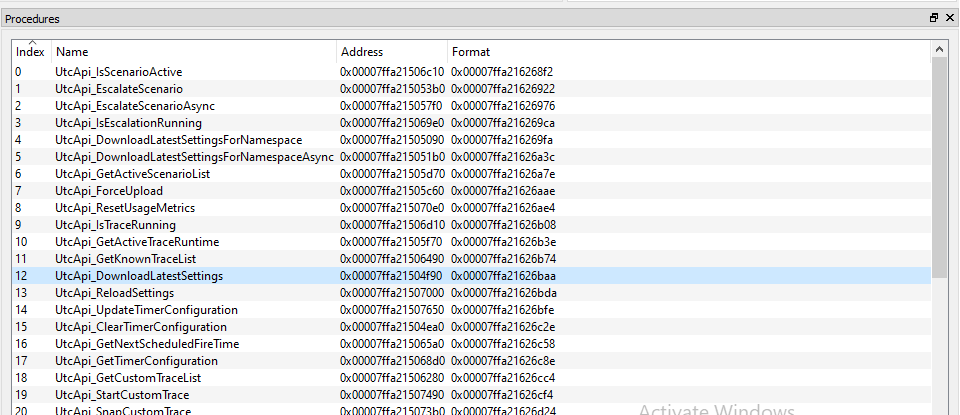 Procedures
Index Name Address Format
0 UtcApi_IsScenarioActive 0x00007ffa21506c10 0x00007ffa216268f2
1 UtcApi_EscalateScenario 0x00007ffa215053b0 0x00007ffa21626922
2 UtcApi_EscalateScenarioAsync 0x00007ffa215057f0 0x00007ffa21626976
3 UtcApi_IsEscalationRunning 0x00007ffa215069e0 0x00007ffa216269ca
4 UtcApi_DownloadLatestSettingsForNamespace 0x00007ffa21505090 0x00007ffa216269fa
5 UtcApi_DownloadLatestSettingsForNamespaceAsync 0x00007ffa215051b0 0x00007ffa21626a3c
6 UtcApi_GetActiveScenarioList 0x00007ffa21505d70 0x00007ffa21626a7e
7 UtcApi_ForceUpload 0x00007ffa21505c60 0x00007ffa21626aae
8 UtcApi_ResetUsageMetrics 0x00007ffa215070e0 0x00007ffa21626ae4
9 UtcApi_IsTraceRunning 0x00007ffa21506d10 0x00007ffa21626b08
10 UtcApi_GetActiveTraceRuntime 0x00007ffa21505f70 0x00007ffa21626b3e
11 UtcApi_GetKnownTraceList 0x00007ffa21506490 0x00007ffa21626b74
12 UtcApi_DownloadLatestSettings 0x00007ffa21504f90 0x00007ffa21626baa
13 UtcApi_ReloadSettings 0x00007ffa21507000 0x00007ffa21626bda
14 UtcApi_UpdateTimerConfiguration 0x00007ffa21507650 0x00007ffa21626bfe
15 UtcApi_ClearTimerConfiguration 0x00007ffa21504ea0 0x00007ffa21626c2e
16 UtcApi_GetNextScheduledFireTime 0x00007ffa215065a0 0x00007ffa21626c58
17 UtcApi_GetTimerConfiguration 0x00007ffa215068d0 0x00007ffa21626c8e
18 UtcApi_GetCustomTraceList 0x00007ffa21506280 0x00007ffa21626cc4
19 UtcApi_StartCustomTrace 0x00007ffa21507490 0x00007ffa21626cf4
20 UtcApi_SnapCustomTrace 0x00007ffa215073b0 0x00007ffa21626d24
Activate Windows